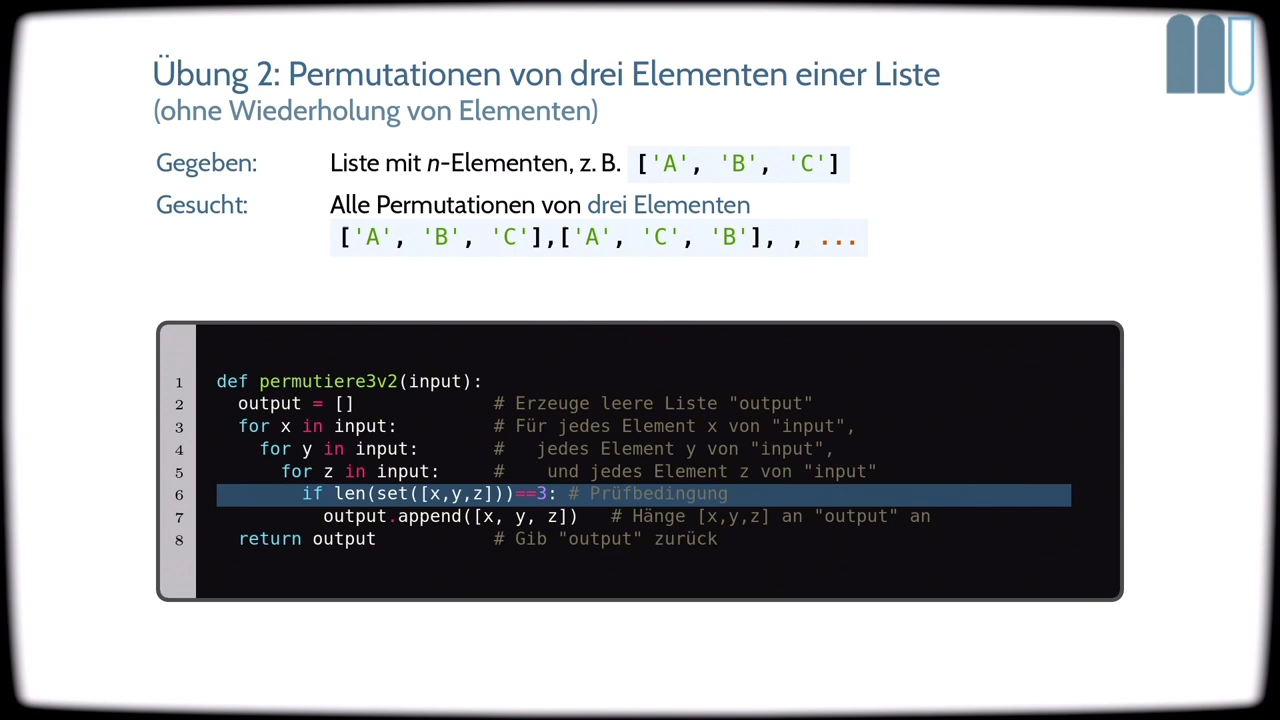 Übung 2: Permutationen von drei Elementen einer Liste
(ohne Wiederholung von Elementen)
Gegeben: Liste mit n-Elementen, z. B. ['A', 'B', 'C']
Gesucht: Alle Permutationen von drei Elementen
['A', 'B', 'C'],['A', 'C', 'B'], , ...
1 def permutiere3v2(input):
2   output = []             # Erzeuge leere Liste "output"
3   for x in input:         # Für jedes Element x von "input",
4     for y in input:       #   jedes Element y von "input",
5       for z in input:     #    und jedes Element z von "input"
6         if len(set([x,y,z]))==3: # Prüfbedingung
7           output.append([x, y, z])   # Hänge [x,y,z] an "output" an
8   return output           # Gib "output" zurück